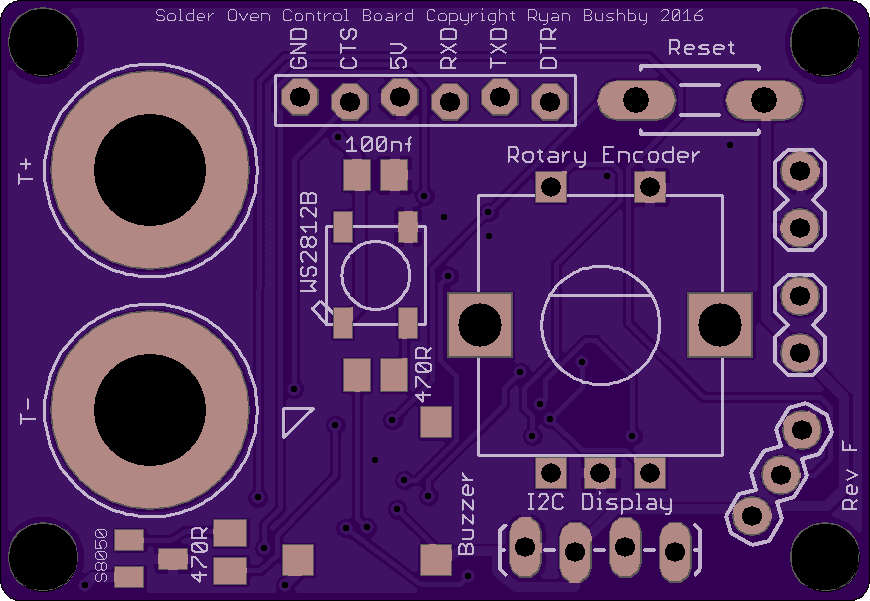 Solder Oven Control Board Copyright Ryan Bushby 2016
GND
CTS
5V
RXD
TXD
DTR
Reset
100nf
Rotary Encoder
T+
WS2812B
470R
T-
Rev F
Buzzer
I2C Display
S8050
470R